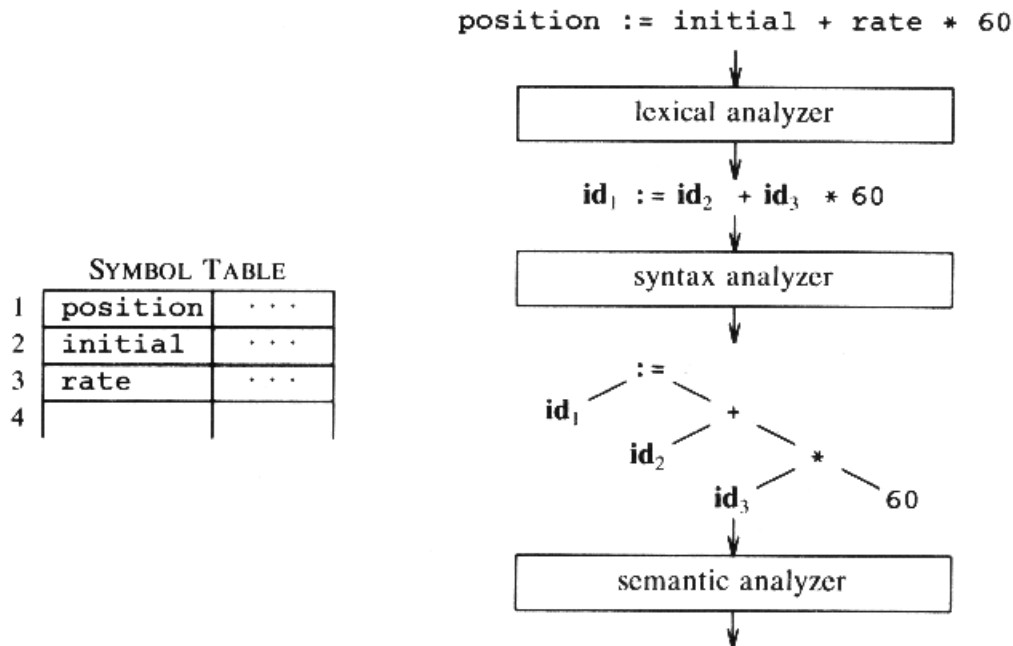 position := initial + rate * 60
lexical analyzer
id₁ := id₂ + id₃ * 60
syntax analyzer
SYMBOL TABLE
1 position . . .
2 initial . . .
3 rate . . .
4
:=
id₁ +
id₂ *
id₃ 60
semantic analyzer